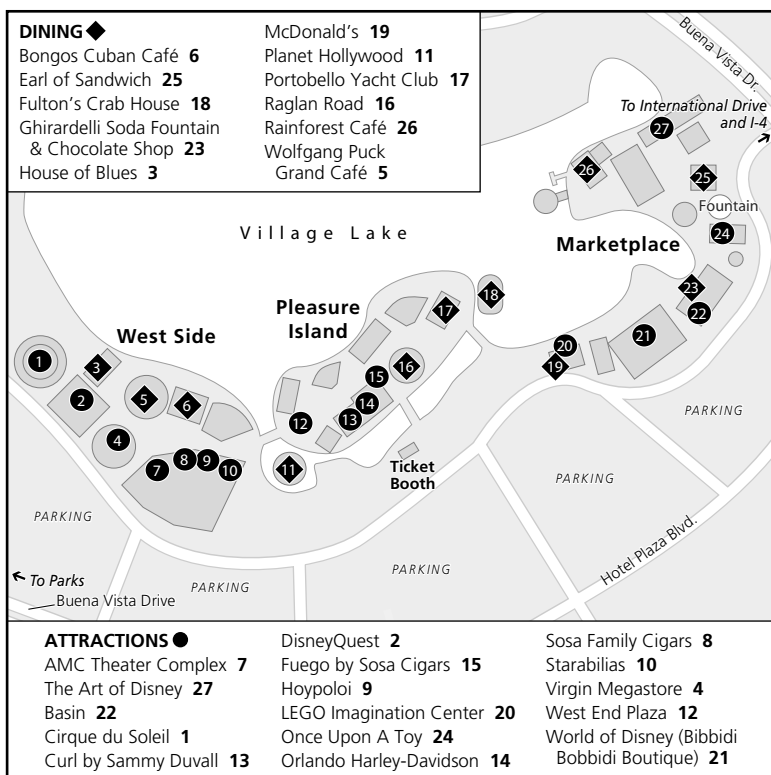 DINING
Bongos Cuban Café 6
Earl of Sandwich 25
Fulton's Crab House 18
Ghirardelli Soda Fountain
& Chocolate Shop 23
House of Blues 3
McDonald's 19
Planet Hollywood 11
Portobello Yacht Club 17
Raglan Road 16
Rainforest Café 26
Wolfgang Puck
Grand Café 5
Buena Vista Dr.
To International Drive
and I-4
27
26
25
Fountain
24
Village Lake
Marketplace
23
22
21
20
19
18
Pleasure
Island
17
16
15
14
13
12
11
West Side
1
3
2
5
6
4
7
8
9
10
Ticket
Booth
PARKING
PARKING
PARKING
PARKING
PARKING
Hotel Plaza Blvd.
To Parks
Buena Vista Drive
ATTRACTIONS
AMC Theater Complex 7
The Art of Disney 27
Basin 22
Cirque du Soleil 1
Curl by Sammy Duvall 13
DisneyQuest 2
Fuego by Sosa Cigars 15
Hoypoloi 9
LEGO Imagination Center 20
Once Upon A Toy 24
Orlando Harley-Davidson 14
Sosa Family Cigars 8
Starabilias 10
Virgin Megastore 4
West End Plaza 12
World of Disney (Bibbidi
Bobbidi Boutique) 21